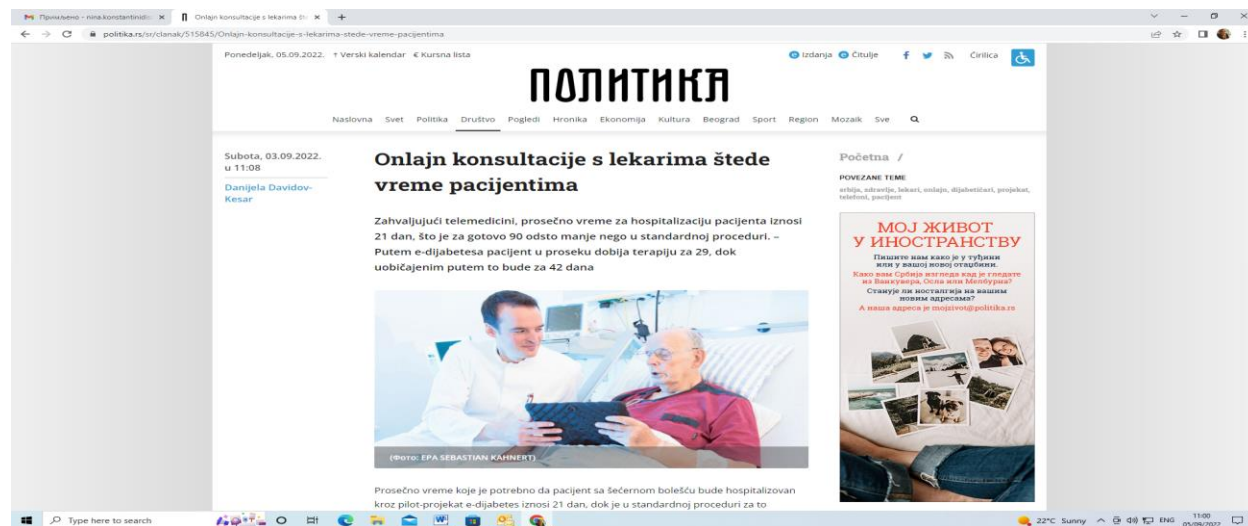 Примљено - nina.konstantinidi
Onlajn konsultacije s lekarima št
politika.rs/sr/clanak/515845/Onlajn-konsultacije-s-lekarima-stede-vreme-pacijentima
Ponedeljak, 05.09.2022. † Verski kalendar € Kursna lista
Izdanja Čitulje Ćirilica
ПОЛИТИКА
Naslovna Svet Politika Društvo Pogledi Hronika Ekonomija Kultura Beograd Sport Region Mozaik Sve
Subota, 03.09.2022.
u 11:08
Danijela Davidov-
Kesar
Onlajn konsultacije s lekarima štede
vreme pacijentima
Zahvaljujući telemedicini, prosečno vreme za hospitalizaciju pacijenta iznosi
21 dan, što je za gotovo 90 odsto manje nego u standardnoj proceduri. –
Putem e-dijabetesa pacijent u proseku dobija terapiju za 29, dok
uobičajenim putem to bude za 42 dana
(Фото: EPA SEBASTIAN KAHNERT)
Prosečno vreme koje je potrebno da pacijent sa šećernom bolešću bude hospitalizovan
kroz pilot-projekat e-dijabetes iznosi 21 dan, dok je u standardnoj proceduri za to
Početna /
POVEZANE TEME
srbija, zdravlje, lekari, onlajn, dijabetičari, projekat,
telefoni, pacijent
МОЈ ЖИВОТ
У ИНОСТРАНСТВУ
Пишите нам како је у туђини
или у вашој новој отаџбини.
Како вам Србија изгледа кад је гледате
из Ванкувера, Осла или Мелбурна?
Станује ли носталгија на вашим
новим адресама?
А наша адреса је mojzivot@politika.rs
Type here to search
22°C Sunny
ENG
11:00
05/09/2022